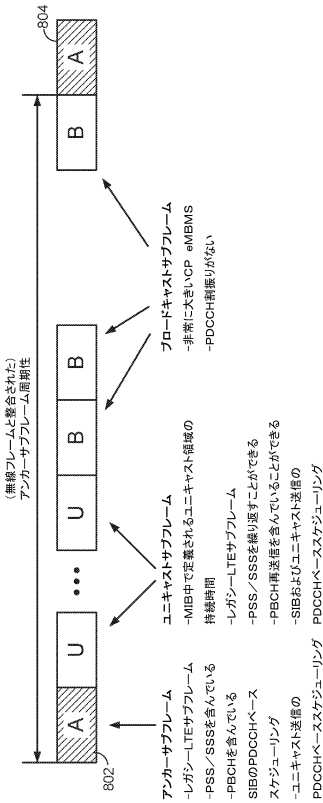 （無線フレームと整合された）
アンカーサブフレーム周期性
A
U
•••
U
B
B
B
A
802
804
アンカーサブフレーム
-レガシーLTEサブフレーム
-PSS／SSSを含んでいる
-PBCHを含んでいる
SIBのPDCCHベース
スケジューリング
-ユニキャスト送信の
PDCCHベーススケジューリング
ユニキャストサブフレーム
-MIB中で定義されるユニキャスト領域の
持続時間
-レガシーLTEサブフレーム
-PSS／SSSを繰り返すことができる
-PBCH再送信を含んでいることができる
-SIBおよびユニキャスト送信の
PDCCHベーススケジューリング
ブロードキャストサブフレーム
-非常に大きいCP eMBMS
-PDCCH割振りがない